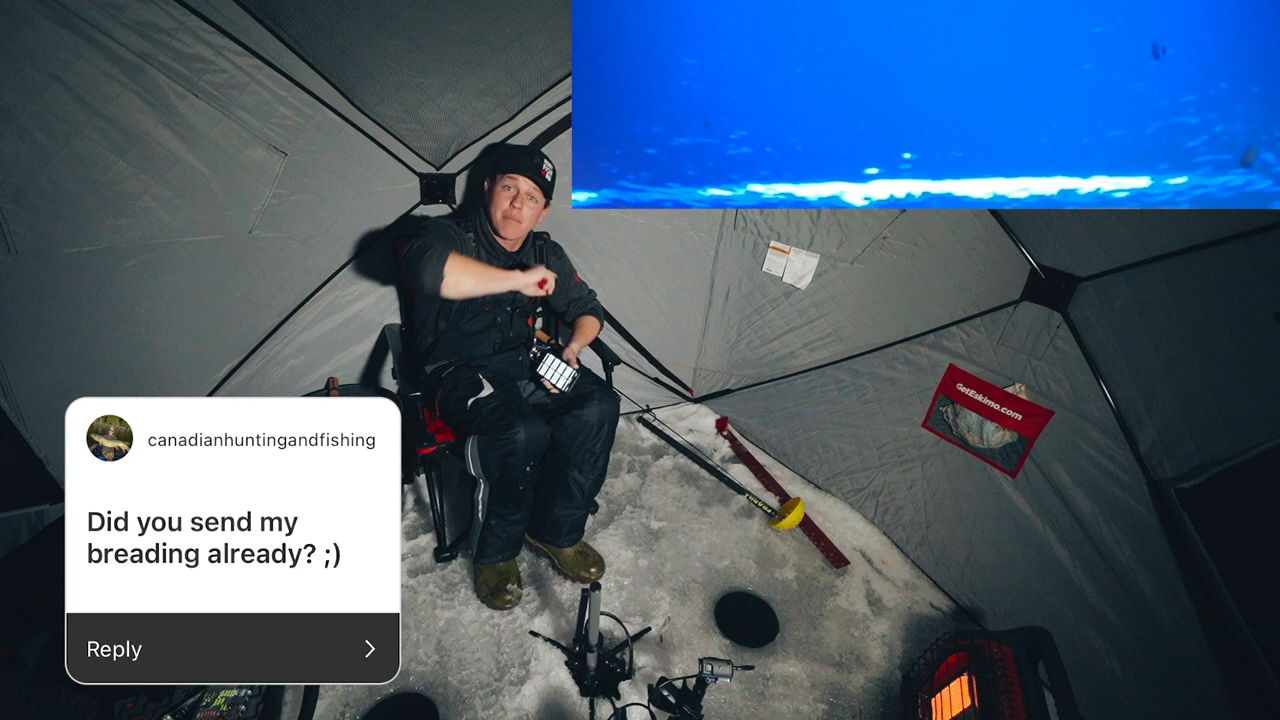 canadianhuntingandfishing
Did you send my
breading already? ;)
Reply
GetEskimo.com